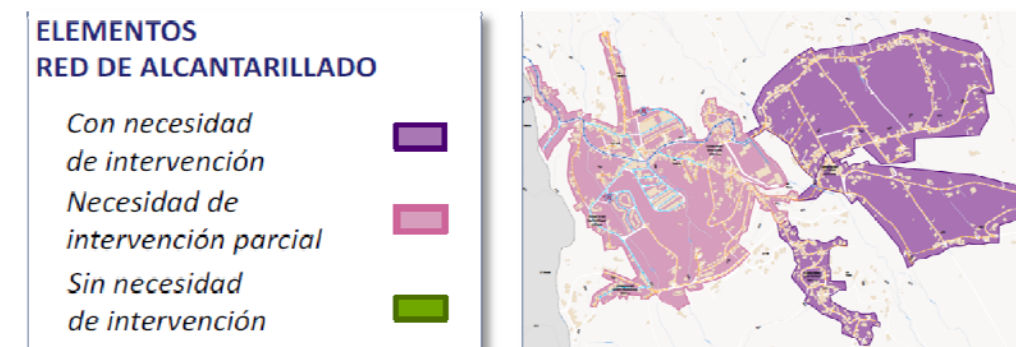 ELEMENTOS
RED DE ALCANTARILLADO
Con necesidad
de intervención
Necesidad de
intervención parcial
Sin necesidad
de intervención